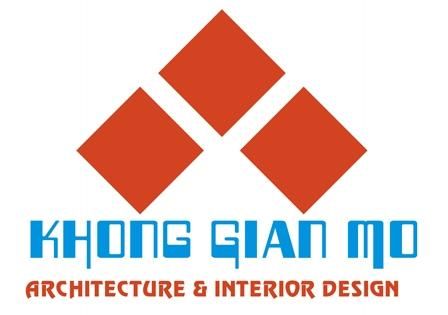 KHONG GIAN MO
ARCHITECTURE & INTERIOR DESIGN